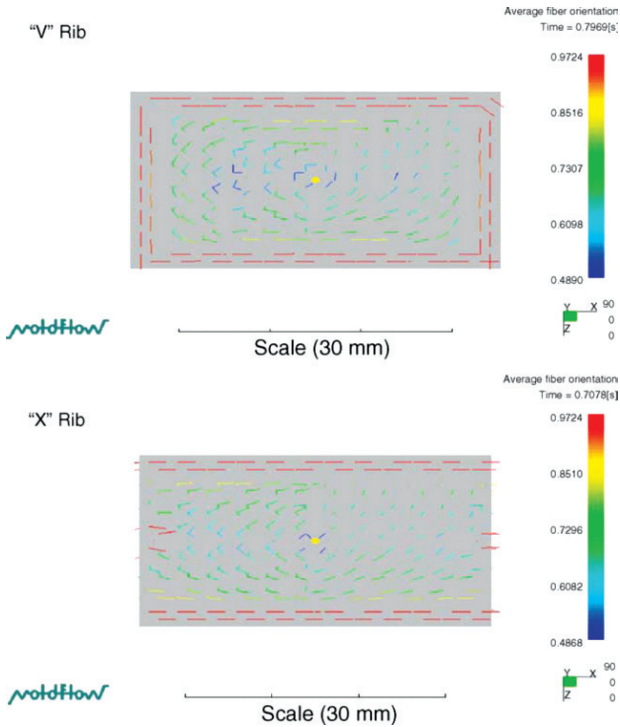 Average fiber orientation
Time = 0.7969[s]
“V” Rib
0.9724
0.8516
0.7307
0.6098
0.4890
Y X 90
Z 0
0
moldflow
Scale (30 mm)
Average fiber orientation
Time = 0.7078[s]
“X” Rib
0.9724
0.8510
0.7296
0.6082
0.4868
Y X 90
Z 0
0
moldflow
Scale (30 mm)